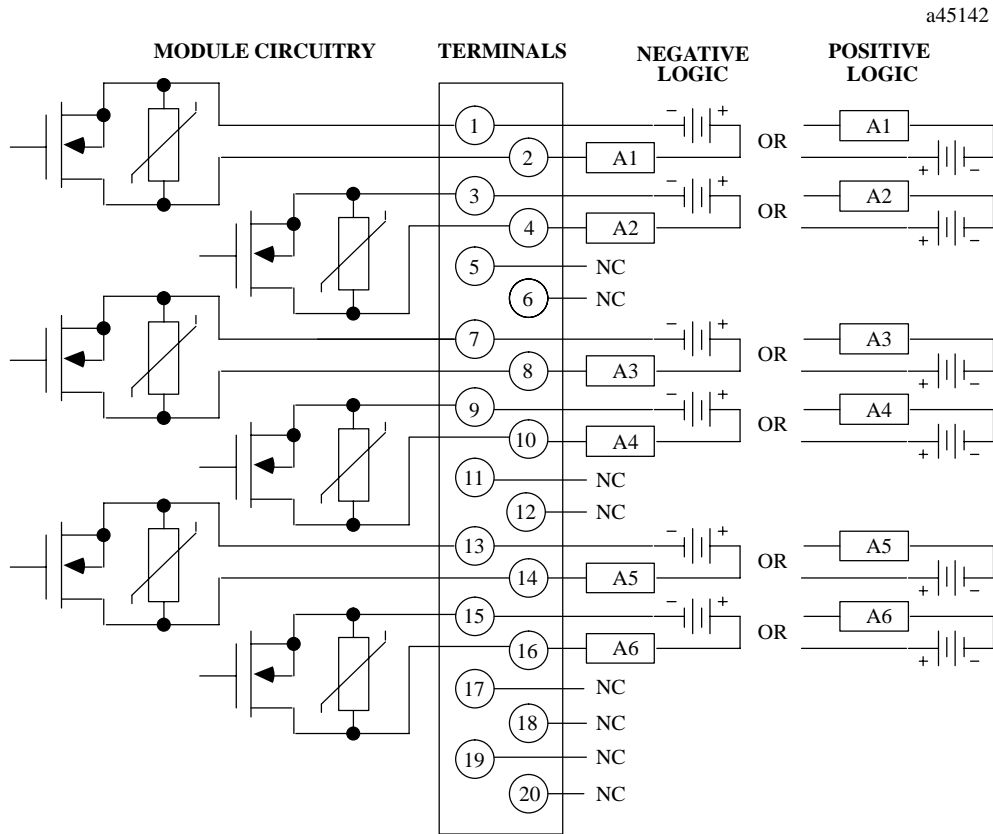 a45142
MODULE CIRCUITRY TERMINALS NEGATIVE LOGIC POSITIVE LOGIC
1 − + A1
2 A1 OR + −
3 − + A2
4 A2 OR + −
5 NC
6 NC
7 − + A3
8 A3 OR + −
9 − + A4
10 A4 OR + −
11 NC
12 NC
13 − + A5
14 A5 OR + −
15 − + A6
16 A6 OR + −
17 NC
18 NC
19 NC
20 NC